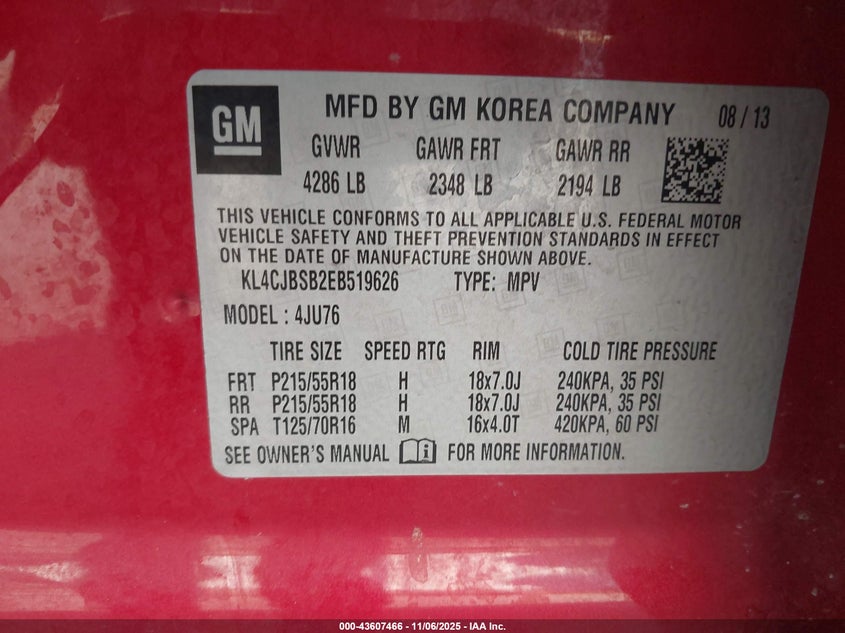 GM
MFD BY GM KOREA COMPANY 08 / 13
GVWR GAWR FRT GAWR RR
4286 LB 2348 LB 2194 LB
THIS VEHICLE CONFORMS TO ALL APPLICABLE U.S. FEDERAL MOTOR
VEHICLE SAFETY AND THEFT PREVENTION STANDARDS IN EFFECT
ON THE DATE OF MANUFACTURE SHOWN ABOVE.
KL4CJBSB2EB519626 TYPE: MPV
MODEL : 4JU76
TIRE SIZE SPEED RTG RIM COLD TIRE PRESSURE
FRT P215/55R18 H 18x7.0J 240KPA, 35 PSI
RR P215/55R18 H 18x7.0J 240KPA, 35 PSI
SPA T125/70R16 M 16x4.0T 420KPA, 60 PSI
SEE OWNER'S MANUAL FOR MORE INFORMATION.
000-43607466 - 11/06/2025 - IAA Inc.